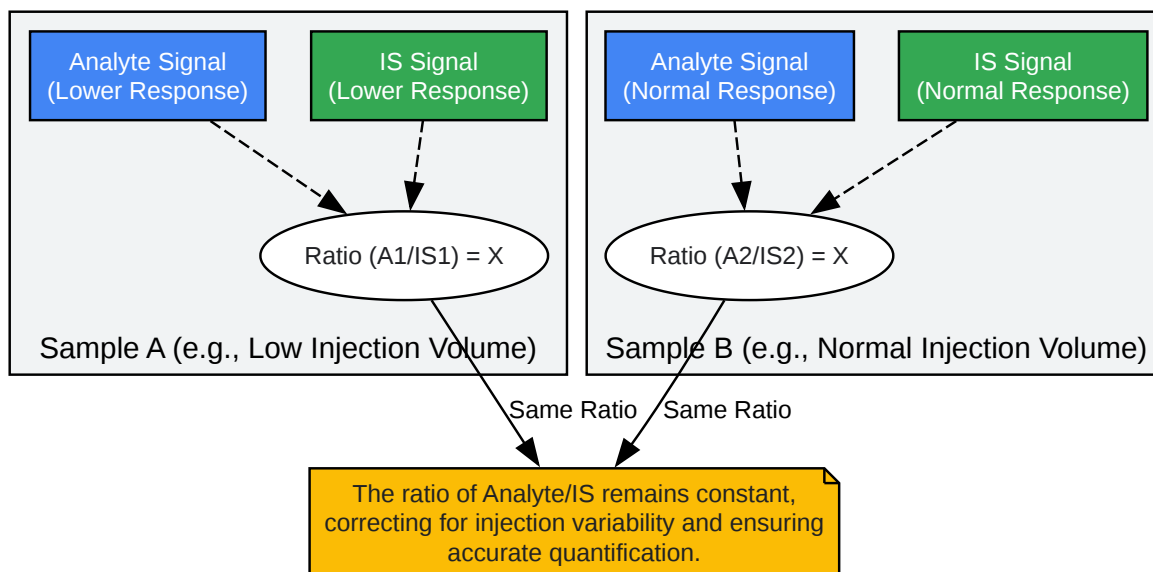 Analyte Signal
(Lower Response)
IS Signal
(Lower Response)
Ratio (A1/IS1) = X
Sample A (e.g., Low Injection Volume)
Analyte Signal
(Normal Response)
IS Signal
(Normal Response)
Ratio (A2/IS2) = X
Sample B (e.g., Normal Injection Volume)
Same Ratio
Same Ratio
The ratio of Analyte/IS remains constant,
correcting for injection variability and ensuring
accurate quantification.